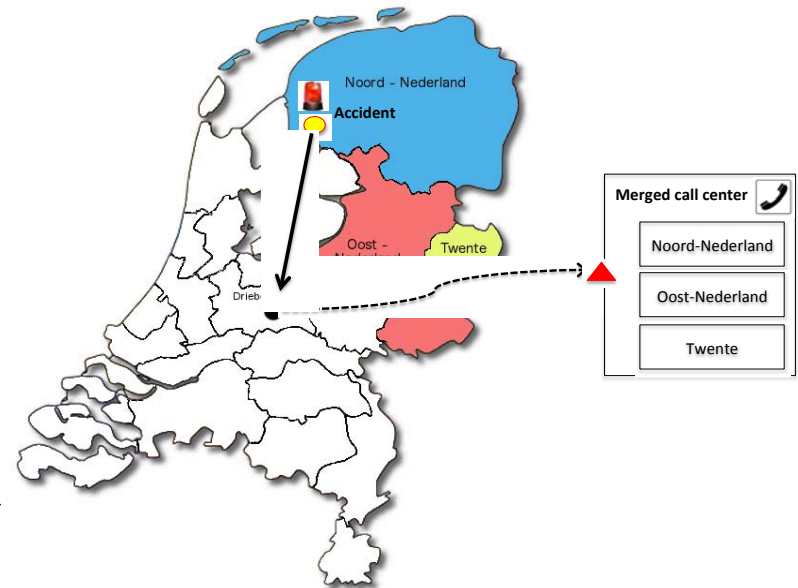 Noord - Nederland
Accident
Merged call center
Noord-Nederland
Oost -
Twente
Oost-Nederland
Twente